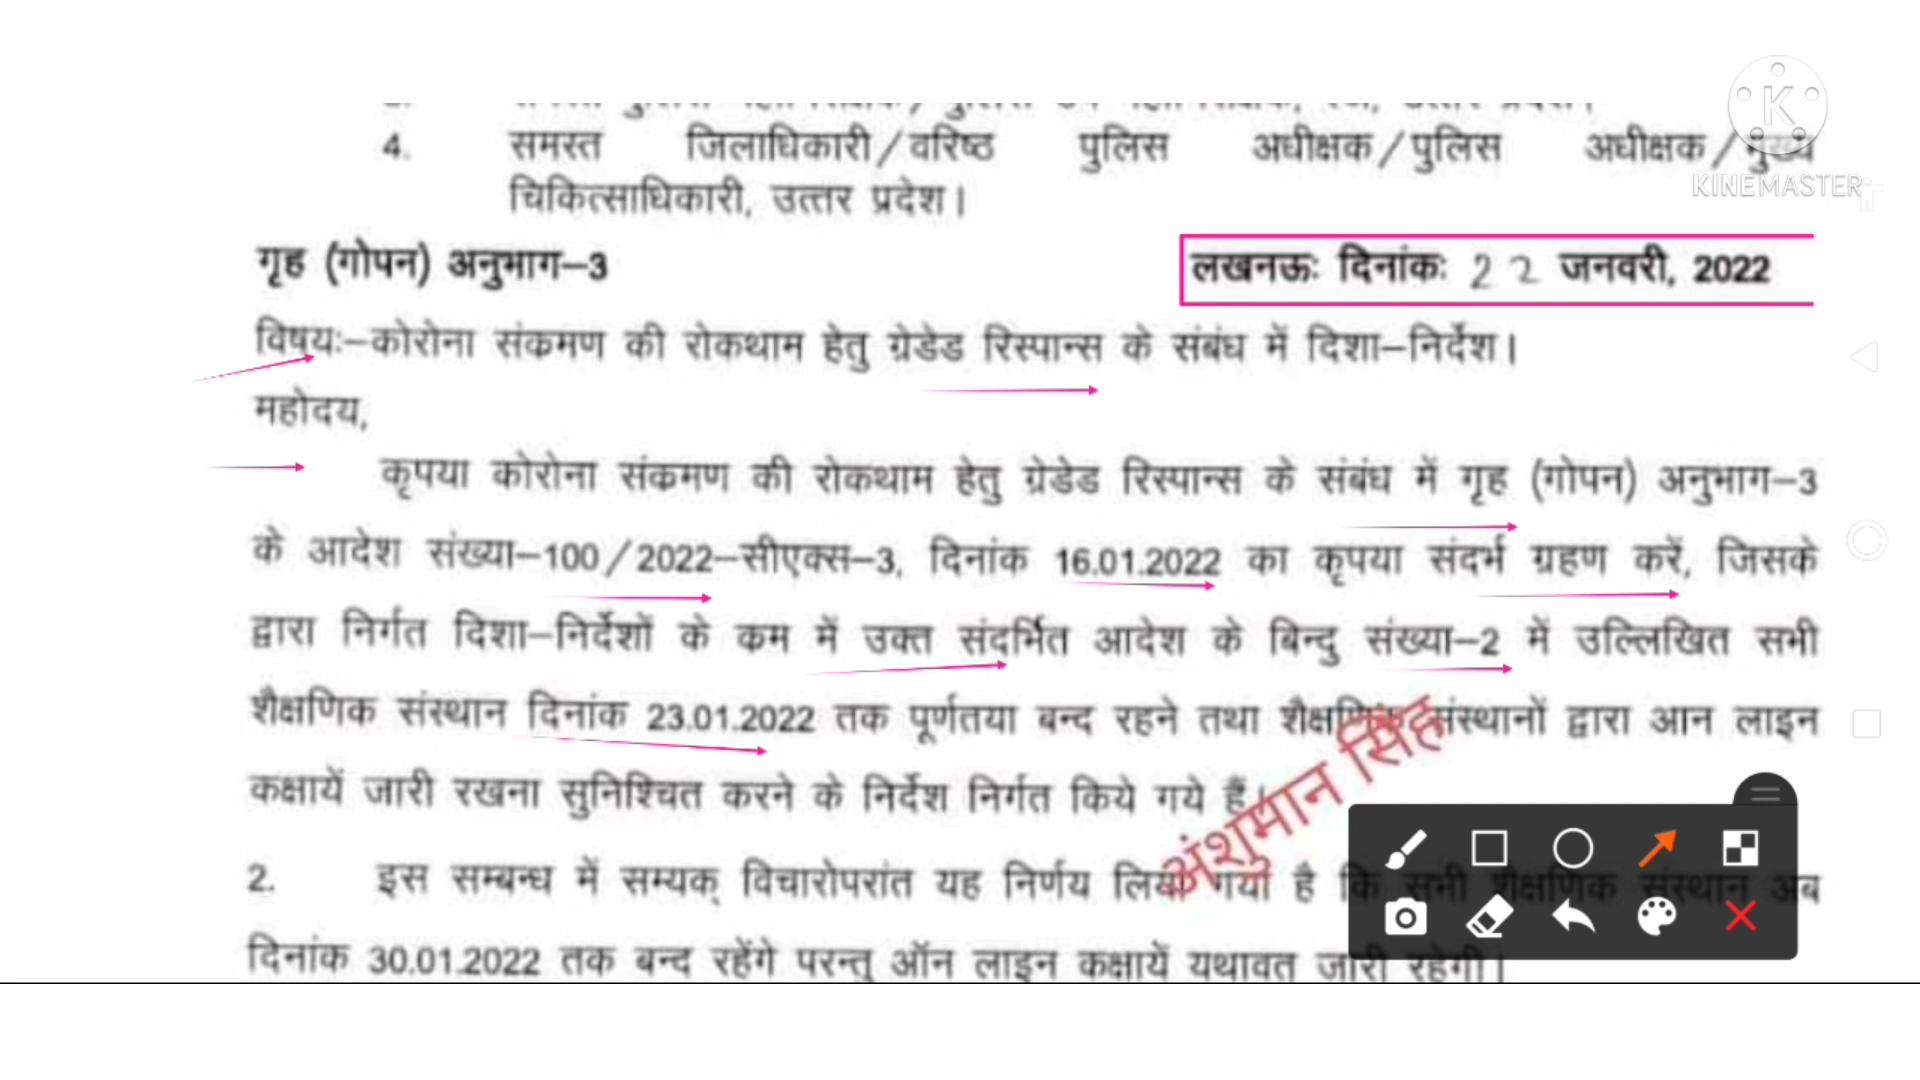 4. समस्त जिलाधिकारी/वरिष्ठ पुलिस अधीक्षक/पुलिस अधीक्षक/मुख्य
चिकित्साधिकारी, उत्तर प्रदेश।
KINEMASTER
गृह (गोपन) अनुभाग–3
लखनऊः दिनांकः 22 जनवरी, 2022
विषयः–कोरोना संक्रमण की रोकथाम हेतु ग्रेडेड रिस्पान्स के संबंध में दिशा–निर्देश।
महोदय,
कृपया कोरोना संक्रमण की रोकथाम हेतु ग्रेडेड रिस्पान्स के संबंध में गृह (गोपन) अनुभाग–3
के आदेश संख्या–100/2022–सीएक्स–3, दिनांक 16.01.2022 का कृपया संदर्भ ग्रहण करें, जिसके
द्वारा निर्गत दिशा–निर्देशों के क्रम में उक्त संदर्भित आदेश के बिन्दु संख्या–2 में उल्लिखित सभी
शैक्षणिक संस्थान दिनांक 23.01.2022 तक पूर्णतया बन्द रहने तथा शैक्षणिक संस्थानों द्वारा आन लाइन
कक्षायें जारी रखना सुनिश्चित करने के निर्देश निर्गत किये गये हैं।
अंशुमान सिंह
2. इस सम्बन्ध में सम्यक् विचारोपरांत यह निर्णय लिया गया है कि सभी शैक्षणिक संस्थान अब
दिनांक 30.01.2022 तक बन्द रहेंगे परन्तु ऑन लाइन कक्षायें यथावत जारी रहेगी।